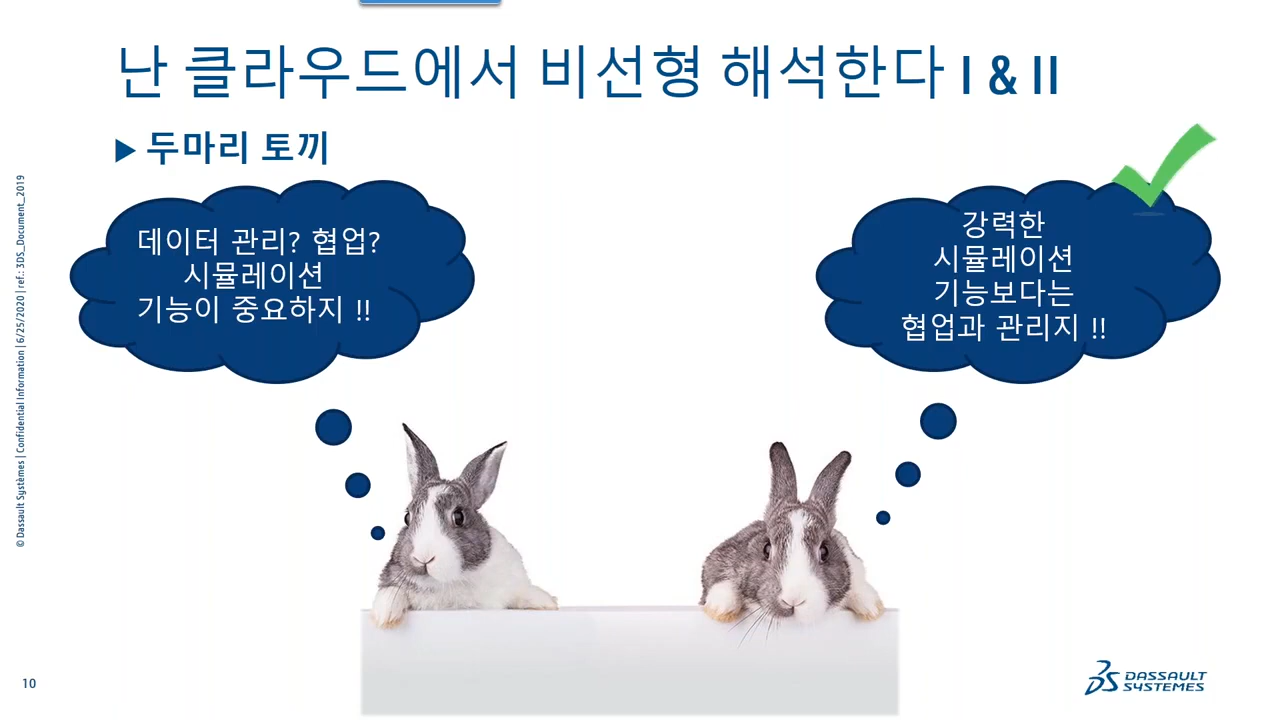 난 클라우드에서 비선형 해석한다 I & II
▶ 두마리 토끼
데이터 관리? 협업?
시뮬레이션
기능이 중요하지 !!
강력한
시뮬레이션
기능보다는
협업과 관리지 !!
© Dassault Systèmes | Confidential Information | 6/25/2020 | ref.: 3DS_Document_2019
10
DASSAULT
SYSTEMES